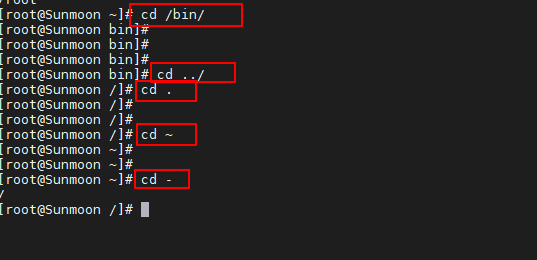 /root
[root@Sunmoon ~]# cd /bin/
[root@Sunmoon bin]#
[root@Sunmoon bin]#
[root@Sunmoon bin]#
[root@Sunmoon bin]# cd ../
[root@Sunmoon /]# cd .
[root@Sunmoon /]#
[root@Sunmoon /]#
[root@Sunmoon /]# cd ~
[root@Sunmoon ~]#
[root@Sunmoon ~]#
[root@Sunmoon ~]# cd -
/
[root@Sunmoon /]#